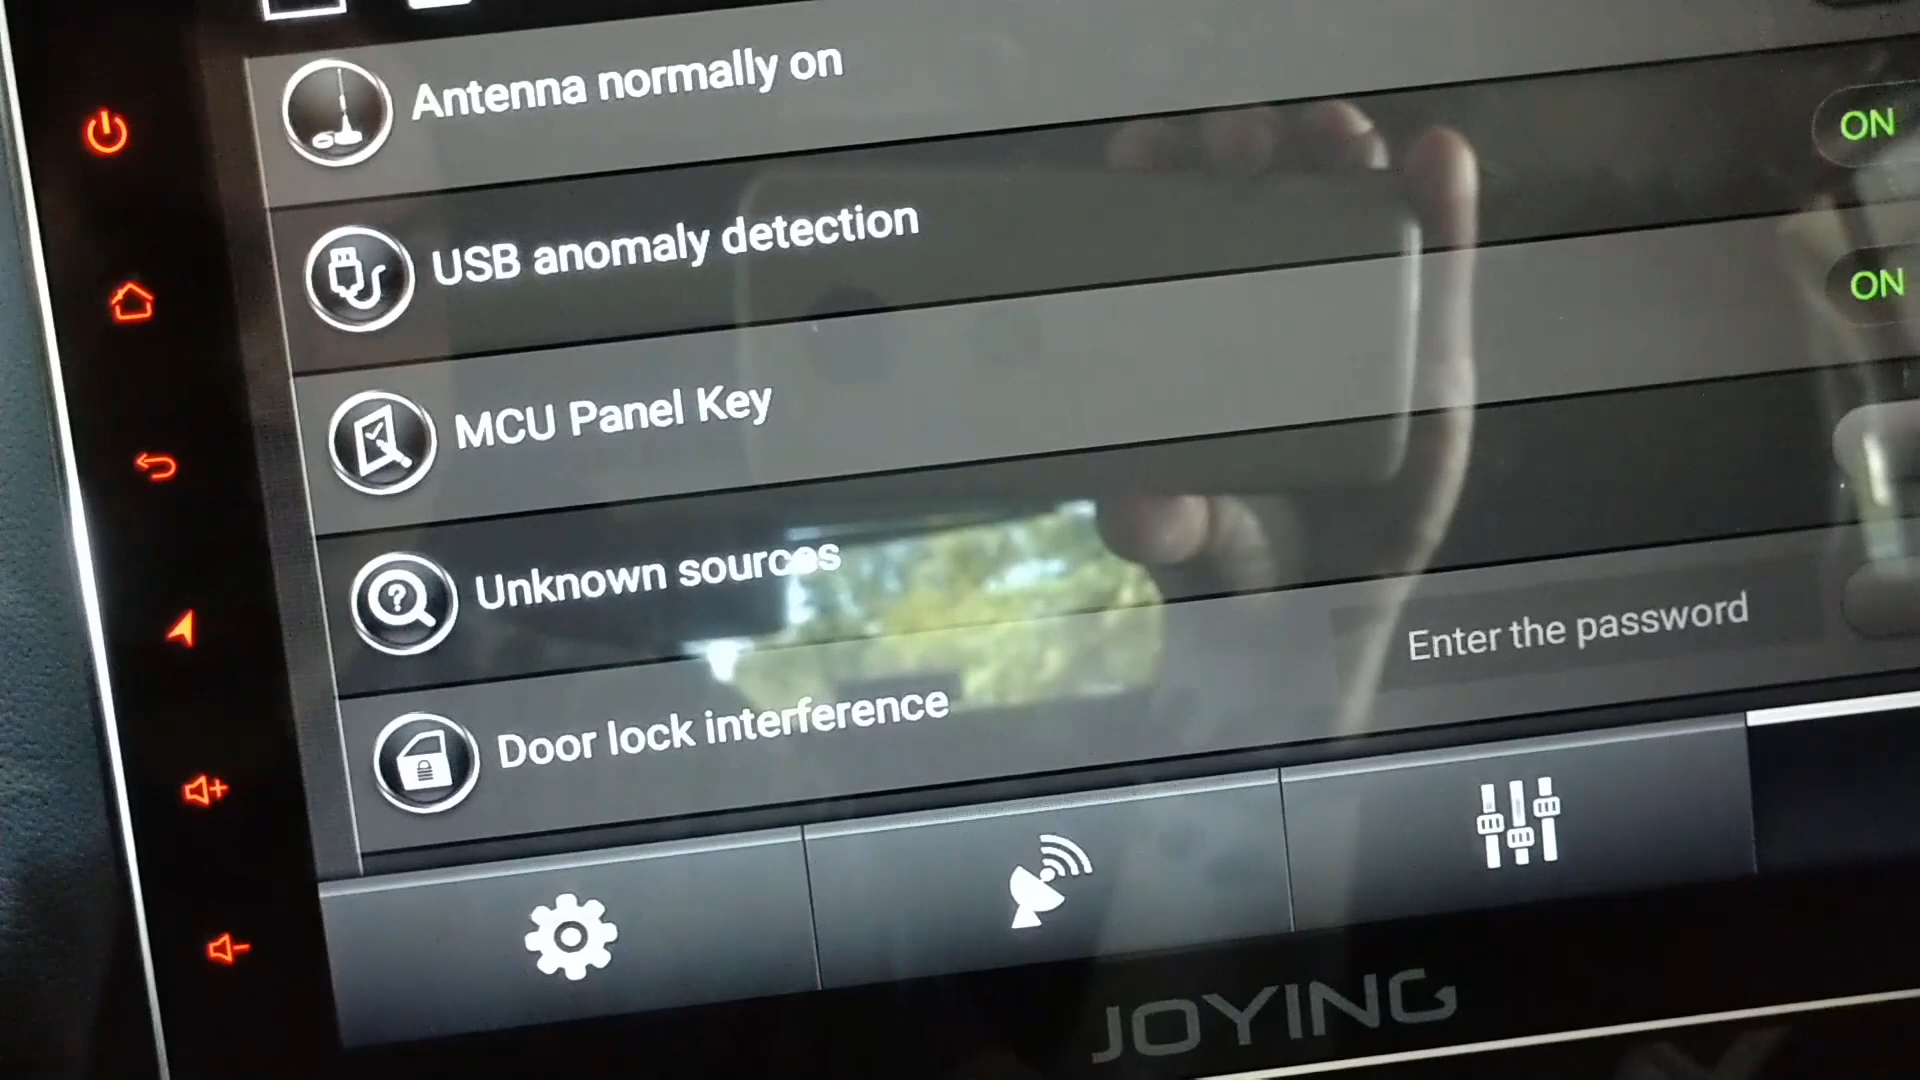 Antenna normally on
ON
USB anomaly detection
ON
MCU Panel Key
Unknown sources
Enter the password
Door lock interference
JOYING